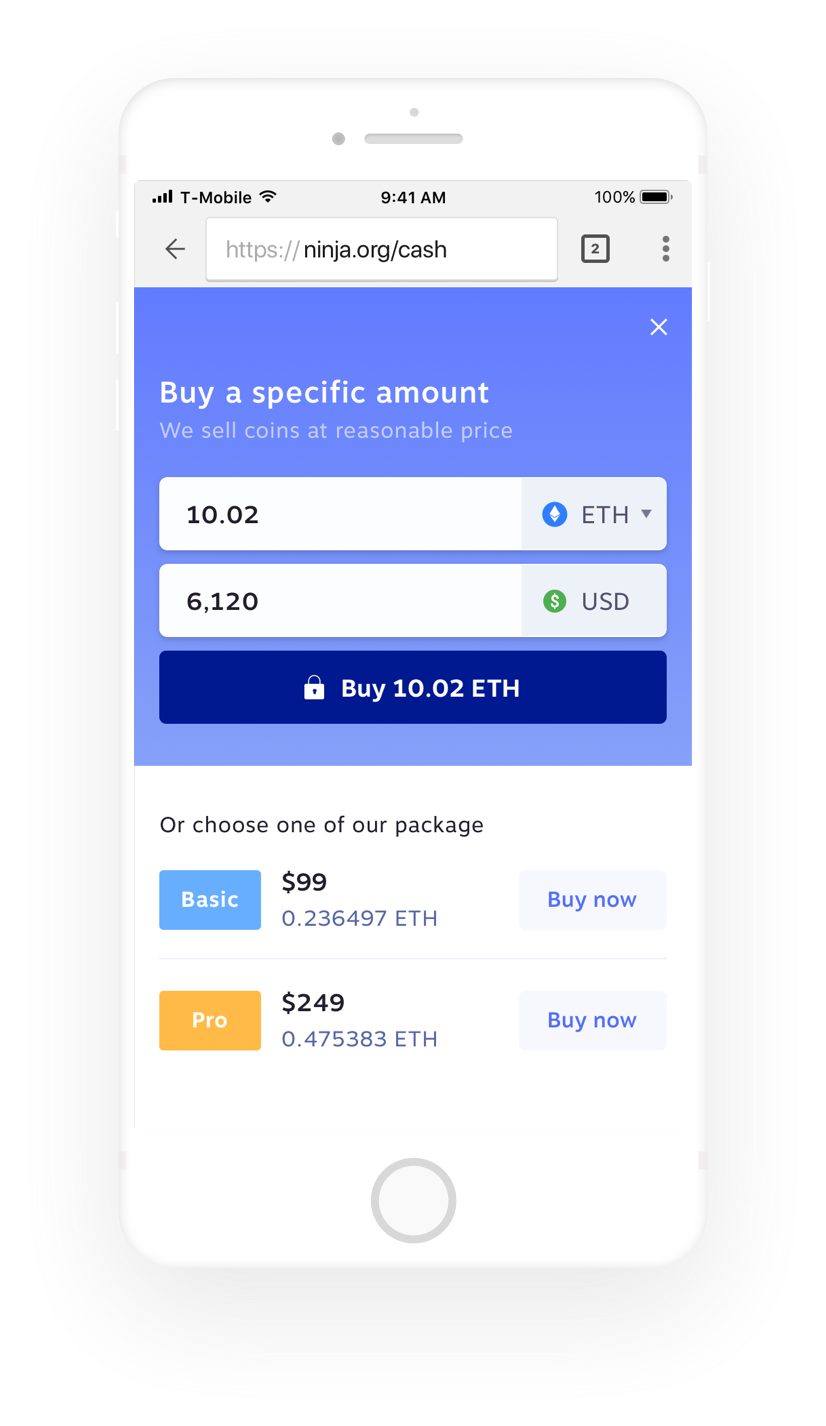 T-Mobile 9:41 AM 100%
https://ninja.org/cash 2
Buy a specific amount
We sell coins at reasonable price
10.02 ETH
6,120 $ USD
Buy 10.02 ETH
Or choose one of our package
Basic $99 Buy now
0.236497 ETH
Pro $249 Buy now
0.475383 ETH